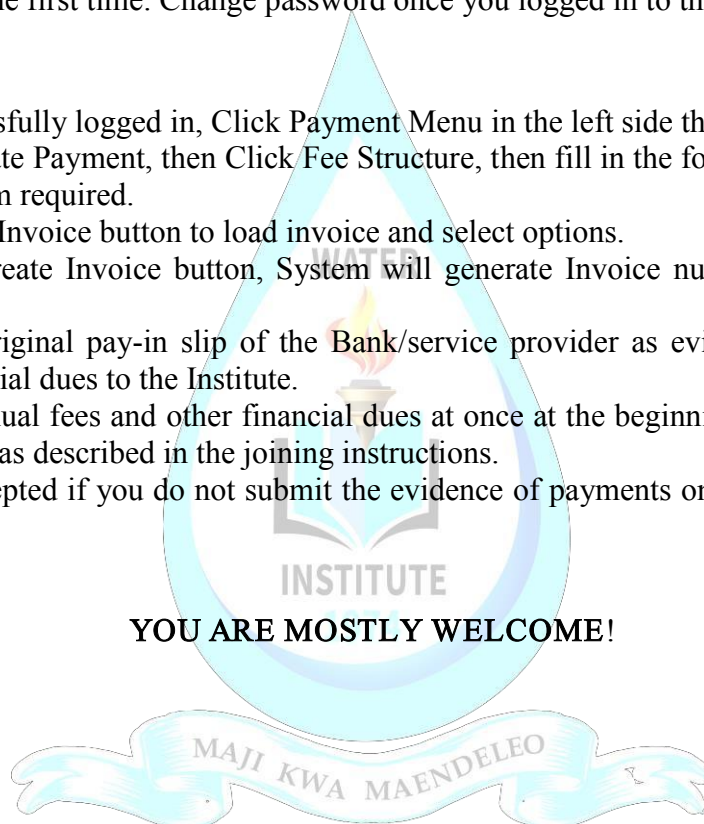 e first time. Change password once you logged in to th
sfully logged in, Click Payment Menu in the left side th
ate Payment, then Click Fee Structure, then fill in the fo
n required.
Invoice button to load invoice and select options.
WATER
reate Invoice button, System will generate Invoice nu
riginal pay-in slip of the Bank/service provider as evi
ial dues to the Institute.
nual fees and other financial dues at once at the beginni
as described in the joining instructions.
epted if you do not submit the evidence of payments or
INSTITUTE
YOU ARE MOSTLY WELCOME!
MAJI KWA MAENDELEO